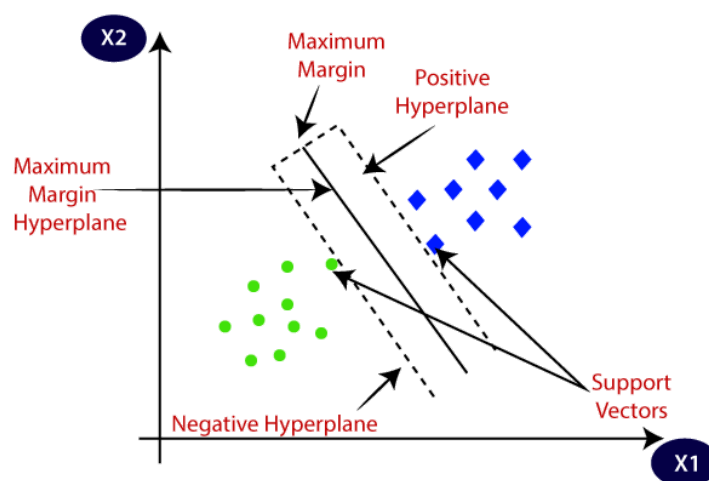 X2
Maximum
Margin
Positive
Hyperplane
Maximum
Margin
Hyperplane
Support
Vectors
Negative Hyperplane
X1